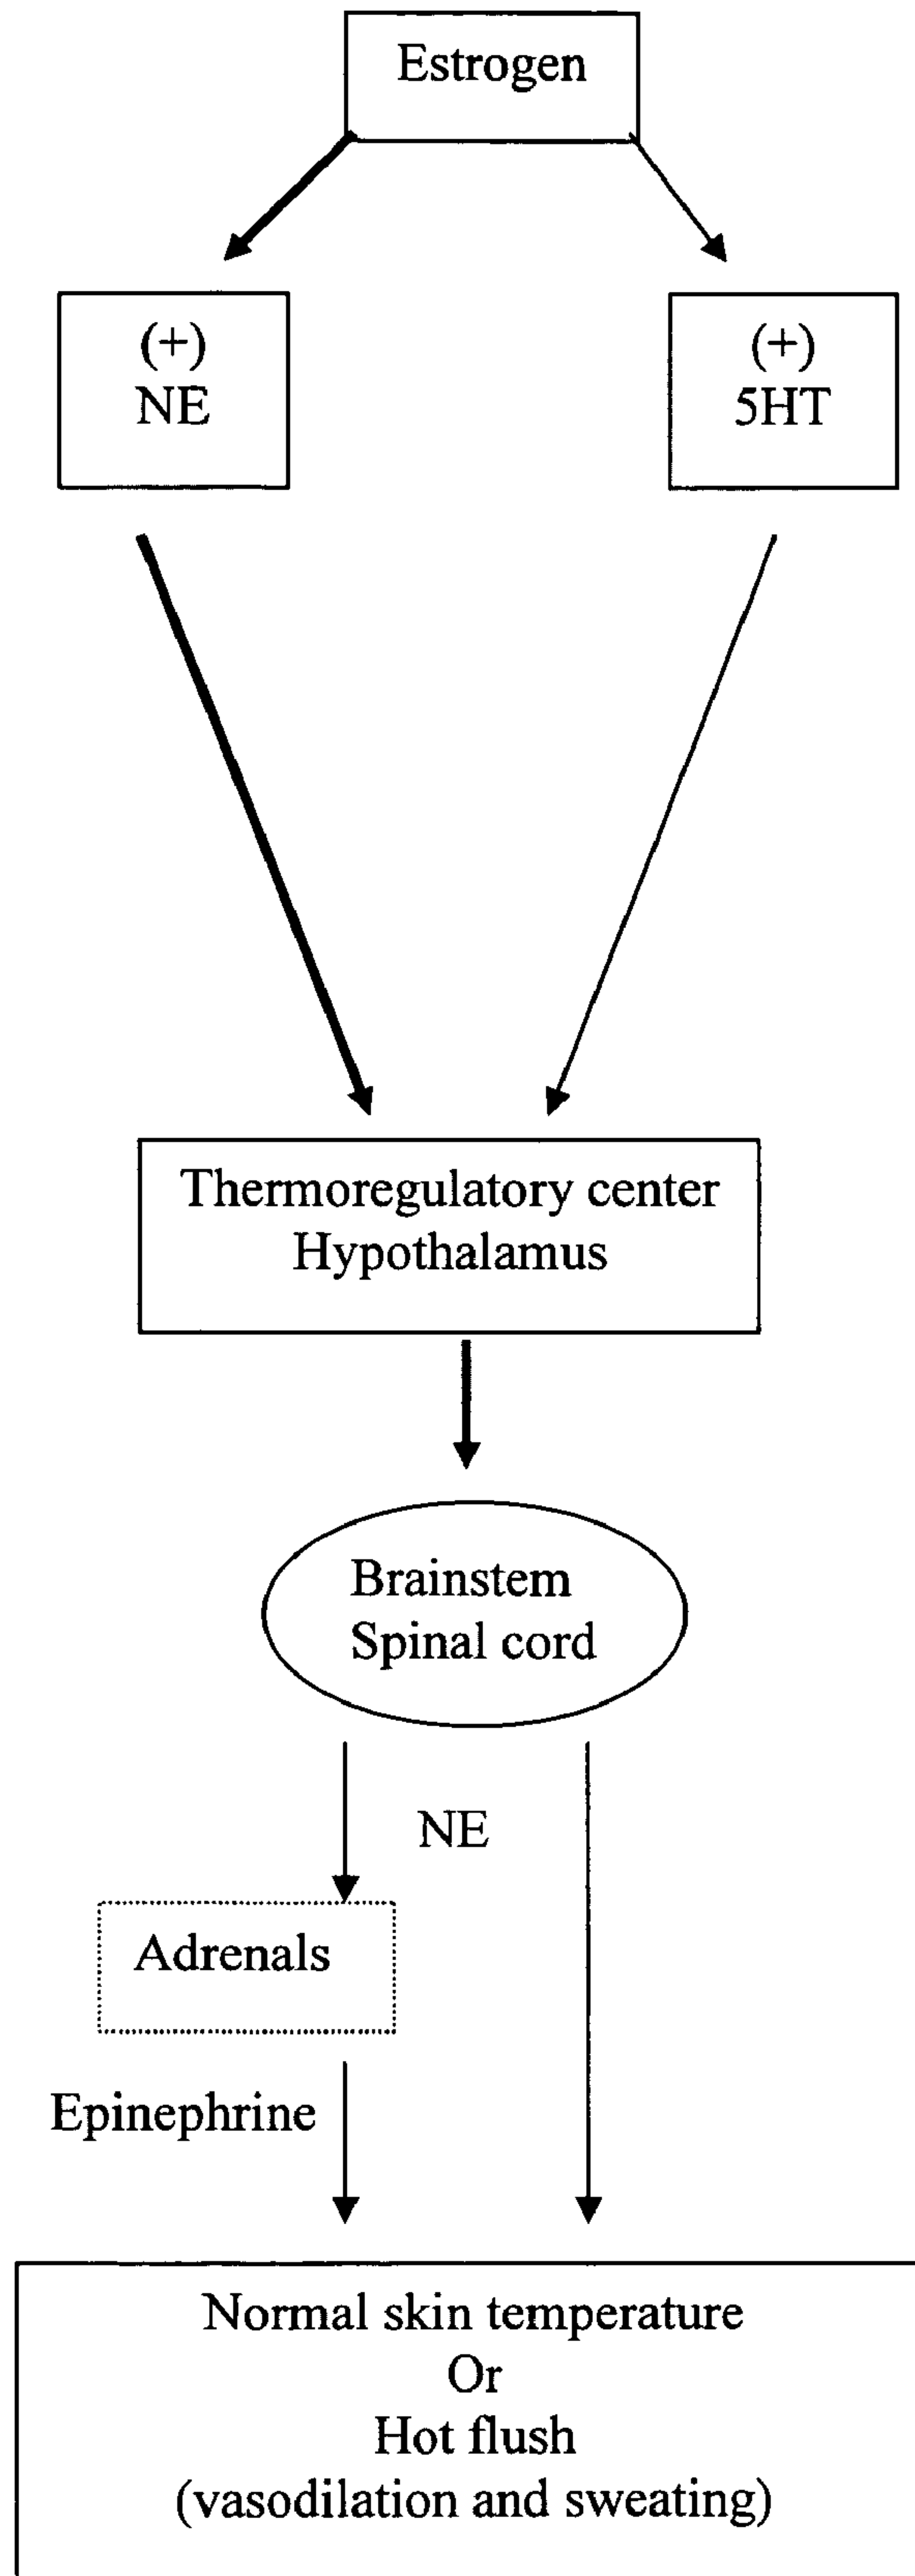 Estrogen
(+)
NE
(+)
5HT
Thermoregulatory center
Hypothalamus
Brainstem
Spinal cord
NE
Adrenals
Epinephrine
Normal skin temperature
Or
Hot flush
(vasodilation and sweating)